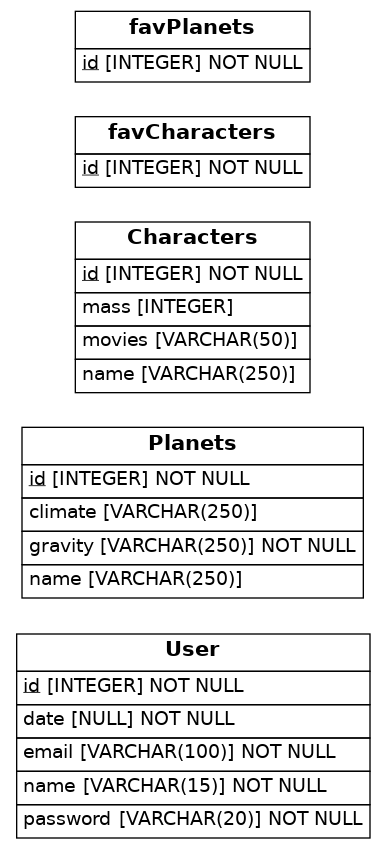 favPlanets
id [INTEGER] NOT NULL
favCharacters
id [INTEGER] NOT NULL
Characters
id [INTEGER] NOT NULL
mass [INTEGER]
movies [VARCHAR(50)]
name [VARCHAR(250)]
Planets
id [INTEGER] NOT NULL
climate [VARCHAR(250)]
gravity [VARCHAR(250)] NOT NULL
name [VARCHAR(250)]
User
id [INTEGER] NOT NULL
date [NULL] NOT NULL
email [VARCHAR(100)] NOT NULL
name [VARCHAR(15)] NOT NULL
password [VARCHAR(20)] NOT NULL